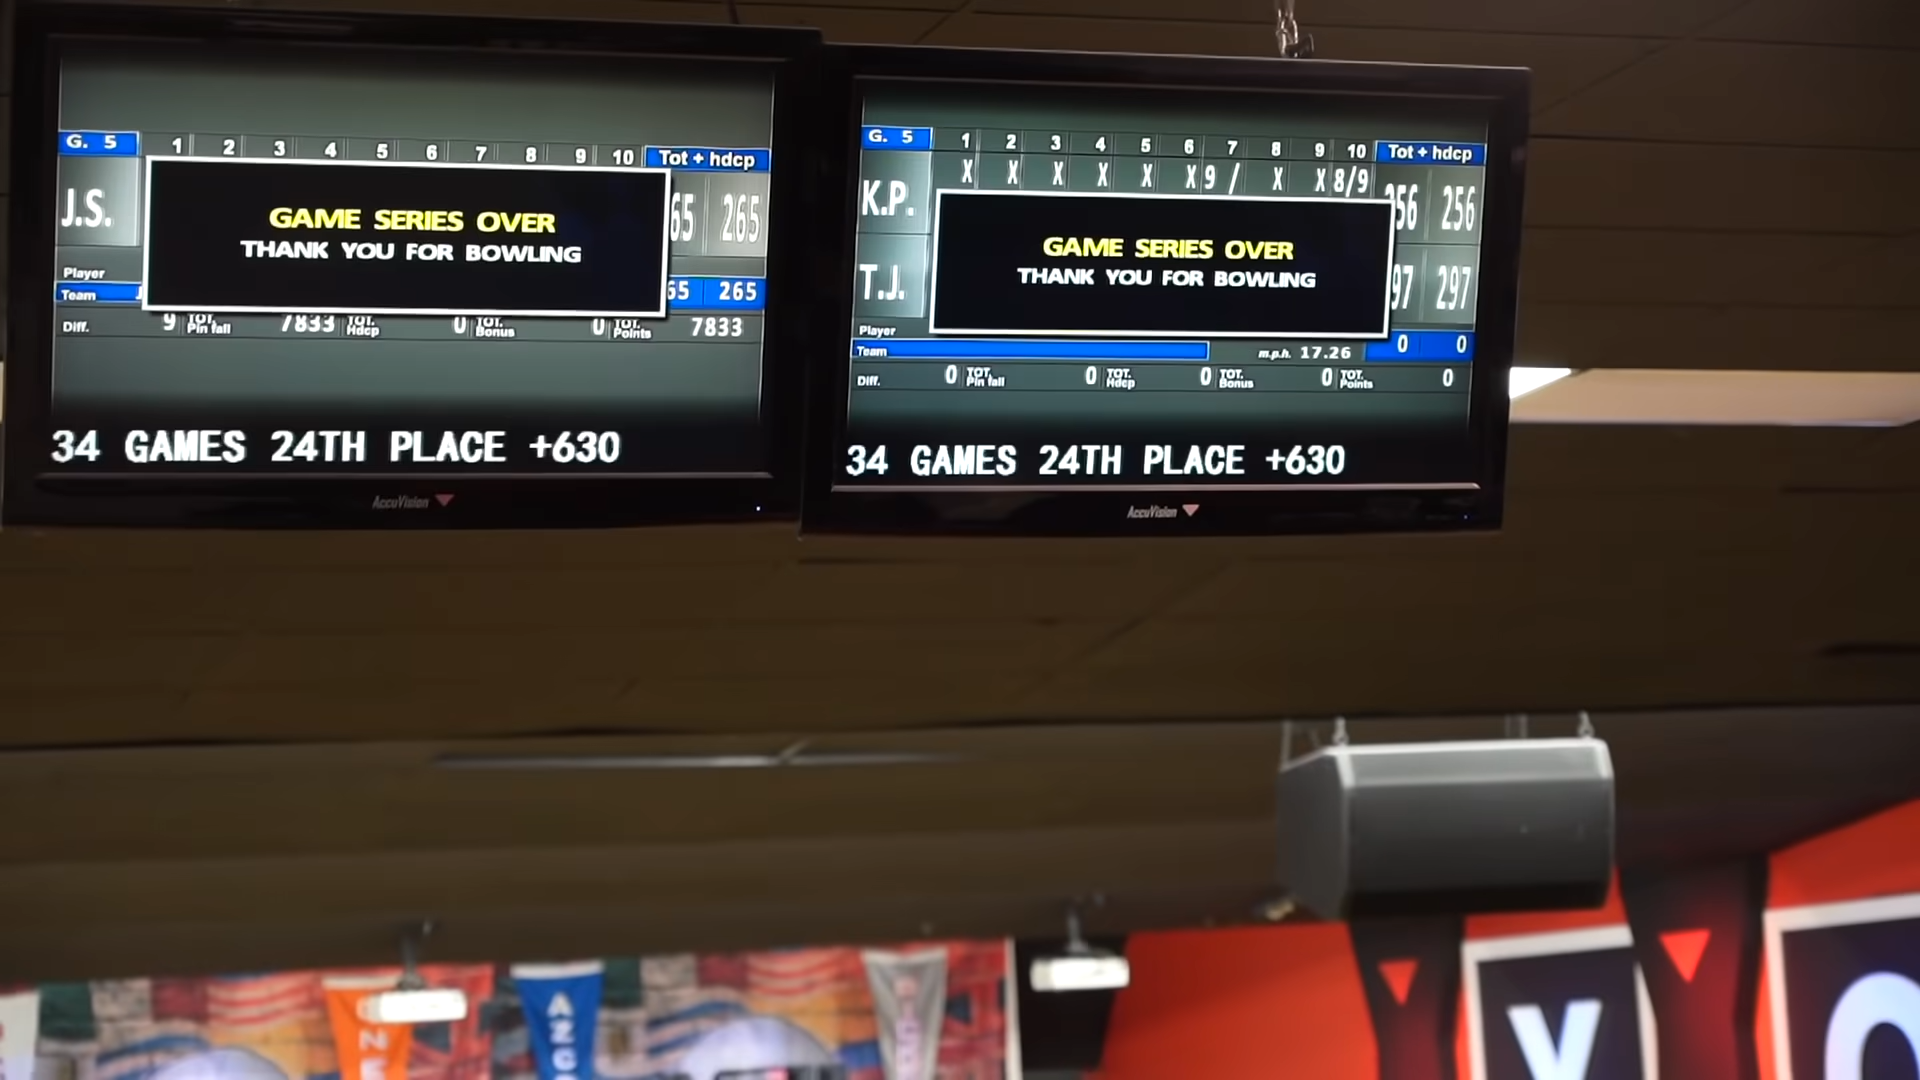 G. 5 1 2 3 4 5 6 7 8 9 10 Tot + hdcp
J.S. 65 265
GAME SERIES OVER
THANK YOU FOR BOWLING
Player
Team 65 265
Diff. 9 TOT. Pin fall 7833 TOT. Hdcp 0 TOT. Bonus 0 TOT. Points 7833
34 GAMES 24TH PLACE +630
AccuVision
G. 5 1 2 3 4 5 6 7 8 9 10 Tot + hdcp
X X X X X X 9 / X X 8/9
K.P. 256 256
GAME SERIES OVER
THANK YOU FOR BOWLING
T.J. 97 297
Player
Team m.p.h. 17.26 0 0
Diff. 0 TOT. Pin fall 0 TOT. Hdcp 0 TOT. Bonus 0 TOT. Points 0
34 GAMES 24TH PLACE +630
AccuVision